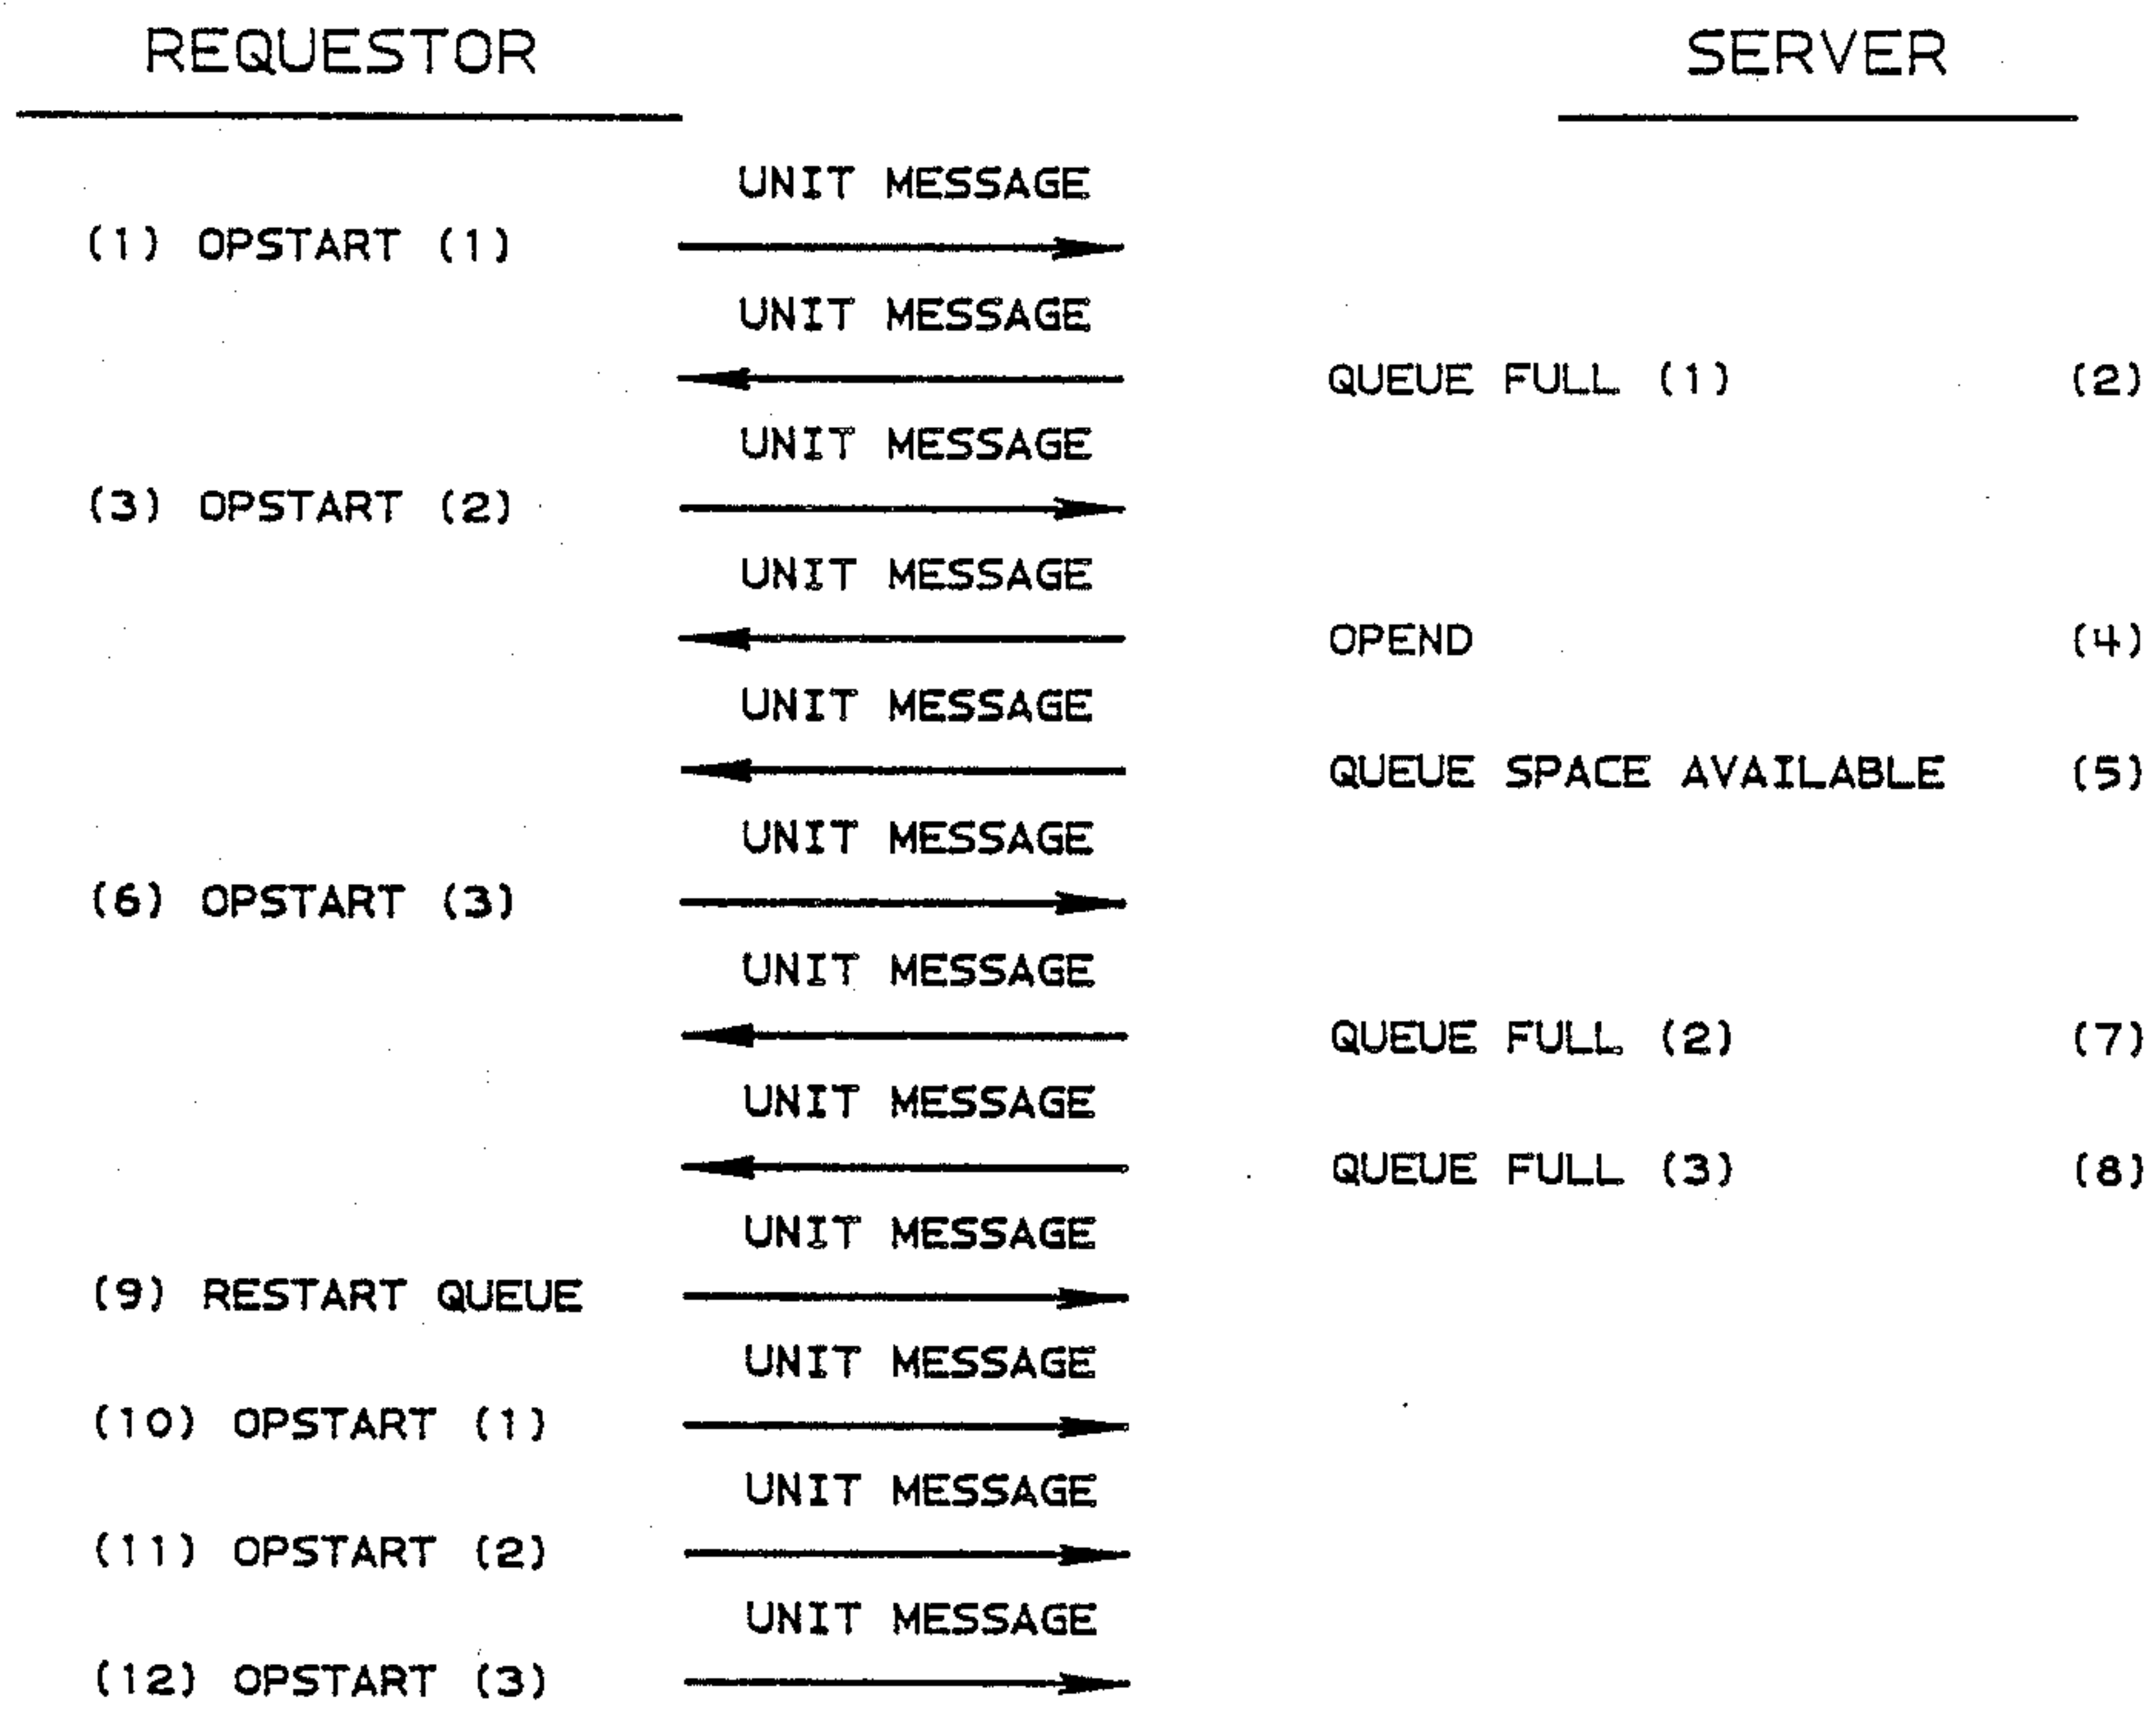 REQUESTOR SERVER
UNIT MESSAGE
(1) OPSTART (1)
UNIT MESSAGE
QUEUE FULL (1) (2)
UNIT MESSAGE
(3) OPSTART (2)
UNIT MESSAGE
OPEND (4)
UNIT MESSAGE
QUEUE SPACE AVAILABLE (5)
UNIT MESSAGE
(6) OPSTART (3)
UNIT MESSAGE
QUEUE FULL (2) (7)
UNIT MESSAGE
QUEUE FULL (3) (8)
UNIT MESSAGE
(9) RESTART QUEUE
UNIT MESSAGE
(10) OPSTART (1)
UNIT MESSAGE
(11) OPSTART (2)
UNIT MESSAGE
(12) OPSTART (3)